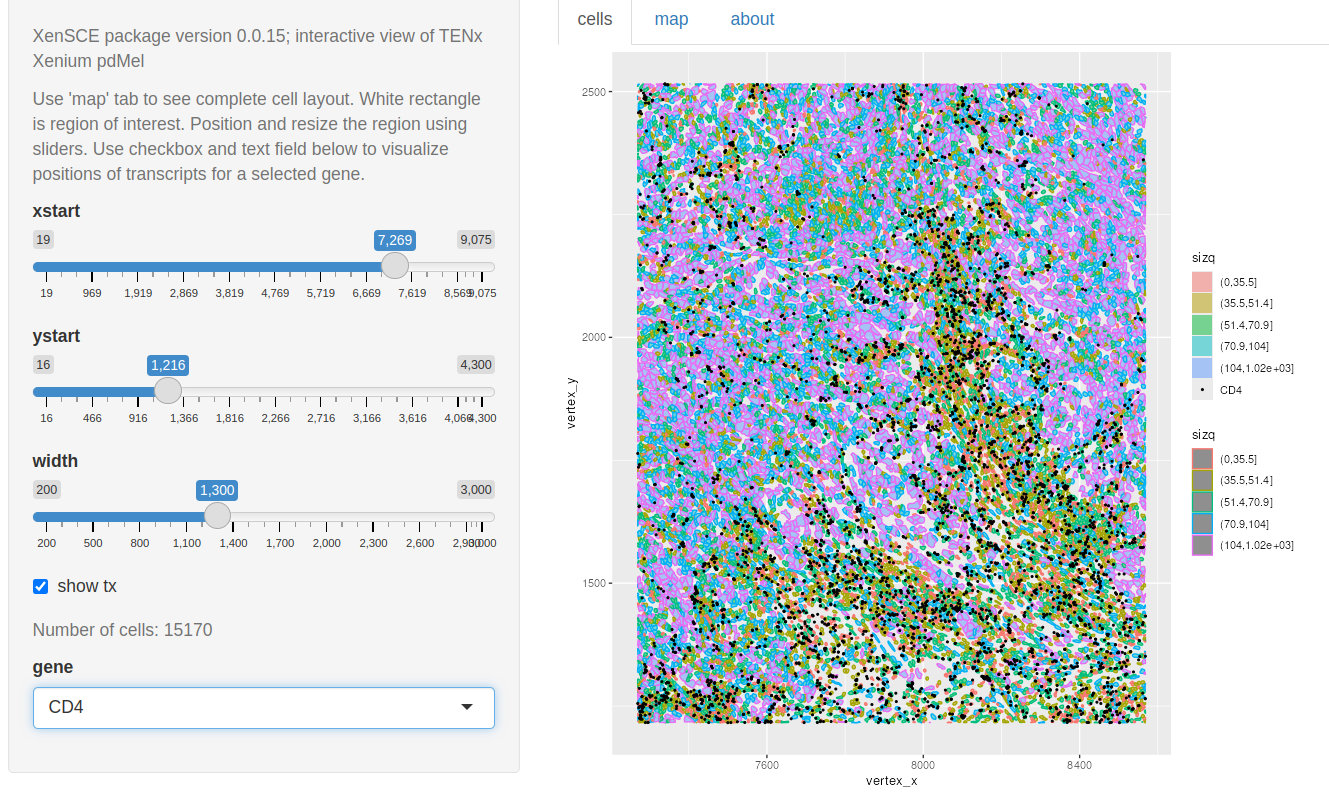 XenSCE package version 0.0.15; interactive view of TENx
Xenium pdMel
Use 'map' tab to see complete cell layout. White rectangle
is region of interest. Position and resize the region using
sliders. Use checkbox and text field below to visualize
positions of transcripts for a selected gene.
xstart
19 7,269 9,075
19 969 1,919 2,869 3,819 4,769 5,719 6,669 7,619 8,569 9,075
ystart
16 1,216 4,300
16 466 916 1,366 1,816 2,266 2,716 3,166 3,616 4,066 4,300
width
200 1,300 3,000
200 500 800 1,100 1,400 1,700 2,000 2,300 2,600 2,900 3,000
show tx
Number of cells: 15170
gene
CD4
cells map about
2500
2000
1500
vertex_y
7600 8000 8400
vertex_x
sizq
(0,35.5]
(35.5,51.4]
(51.4,70.9]
(70.9,104]
(104,1.02e+03]
CD4
sizq
(0,35.5]
(35.5,51.4]
(51.4,70.9]
(70.9,104]
(104,1.02e+03]